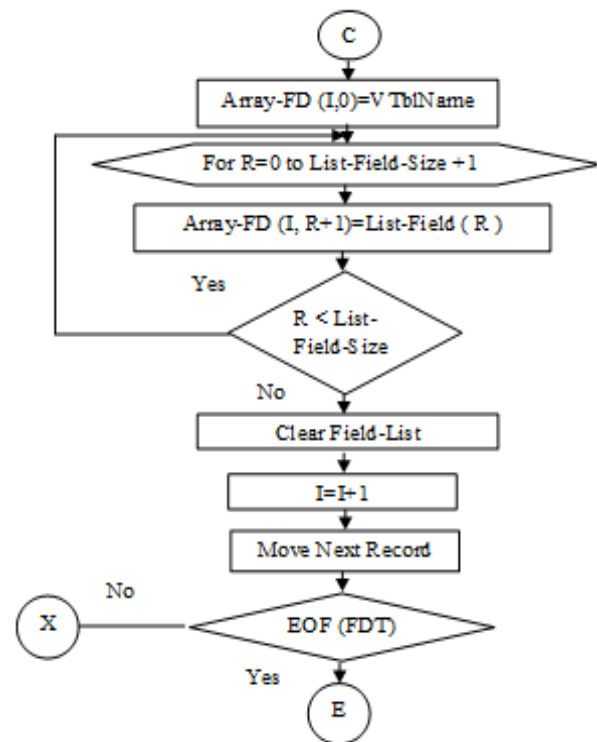 C
Array-FD (I,0)=V TblName
For R=0 to List-Field-Size +1
Array-FD (I, R+1)=List-Field ( R )
Yes
R < List-
Field-Size
No
Clear Field-List
I=I+1
Move Next Record
No
X
EOF (FDT)
Yes
E